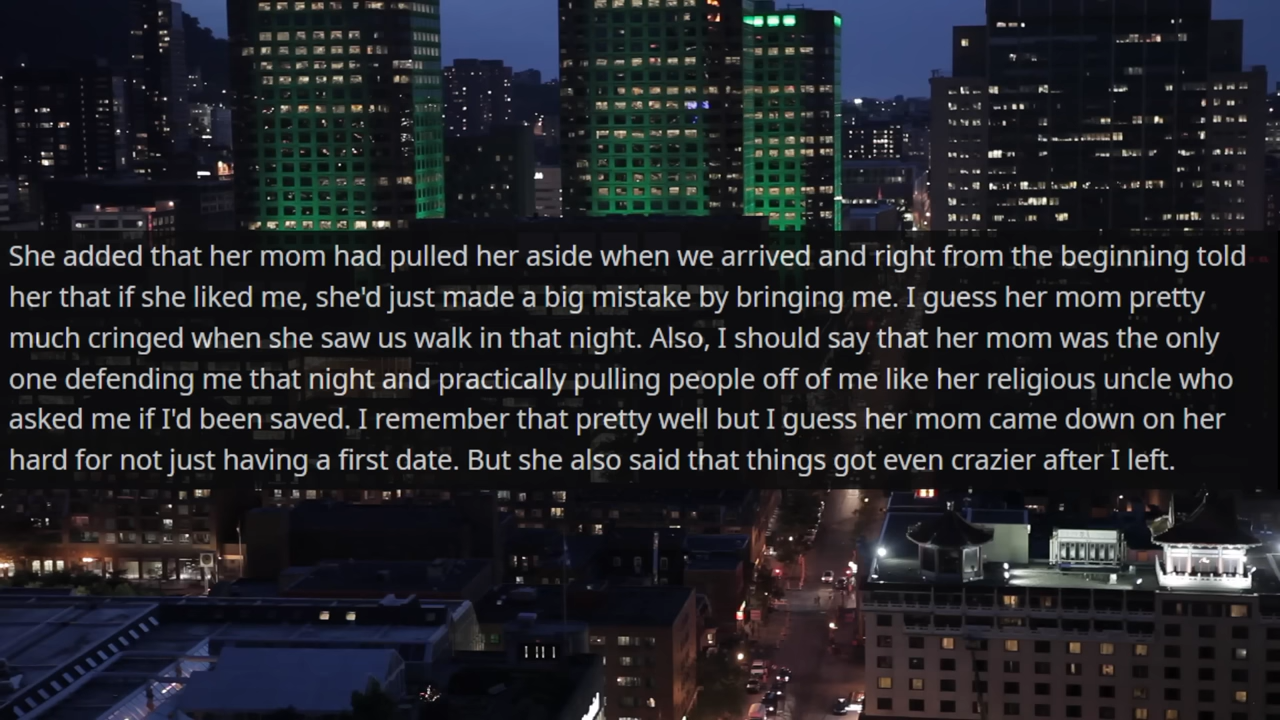 She added that her mom had pulled her aside when we arrived and right from the beginning told
her that if she liked me, she'd just made a big mistake by bringing me. I guess her mom pretty
much cringed when she saw us walk in that night. Also, I should say that her mom was the only
one defending me that night and practically pulling people off of me like her religious uncle who
asked me if I'd been saved. I remember that pretty well but I guess her mom came down on her
hard for not just having a first date. But she also said that things got even crazier after I left.